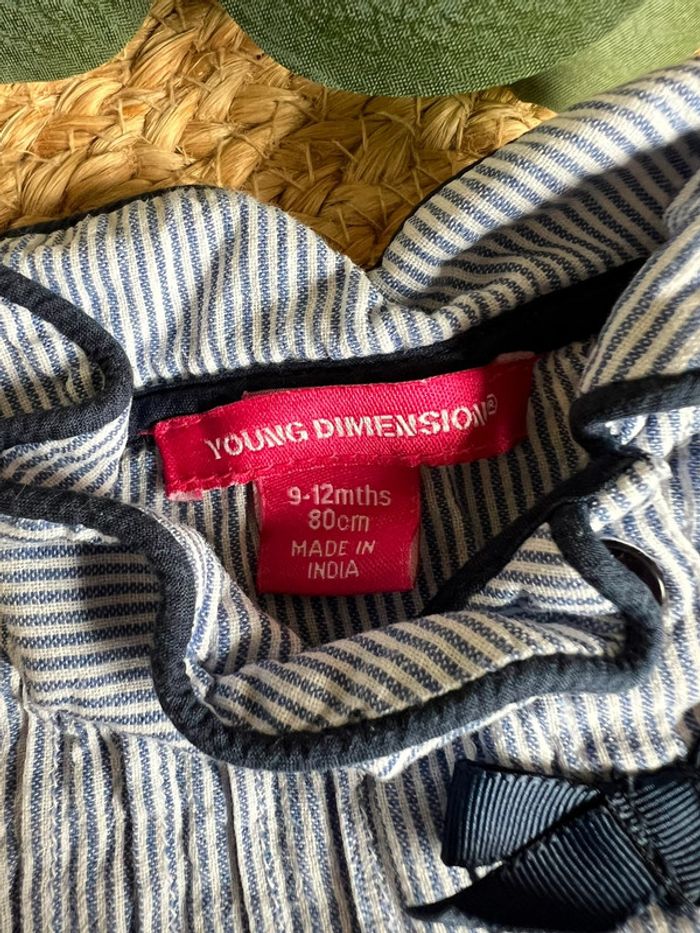 YOUNG DIMENSION®
9-12mths
80cm
MADE IN
INDIA